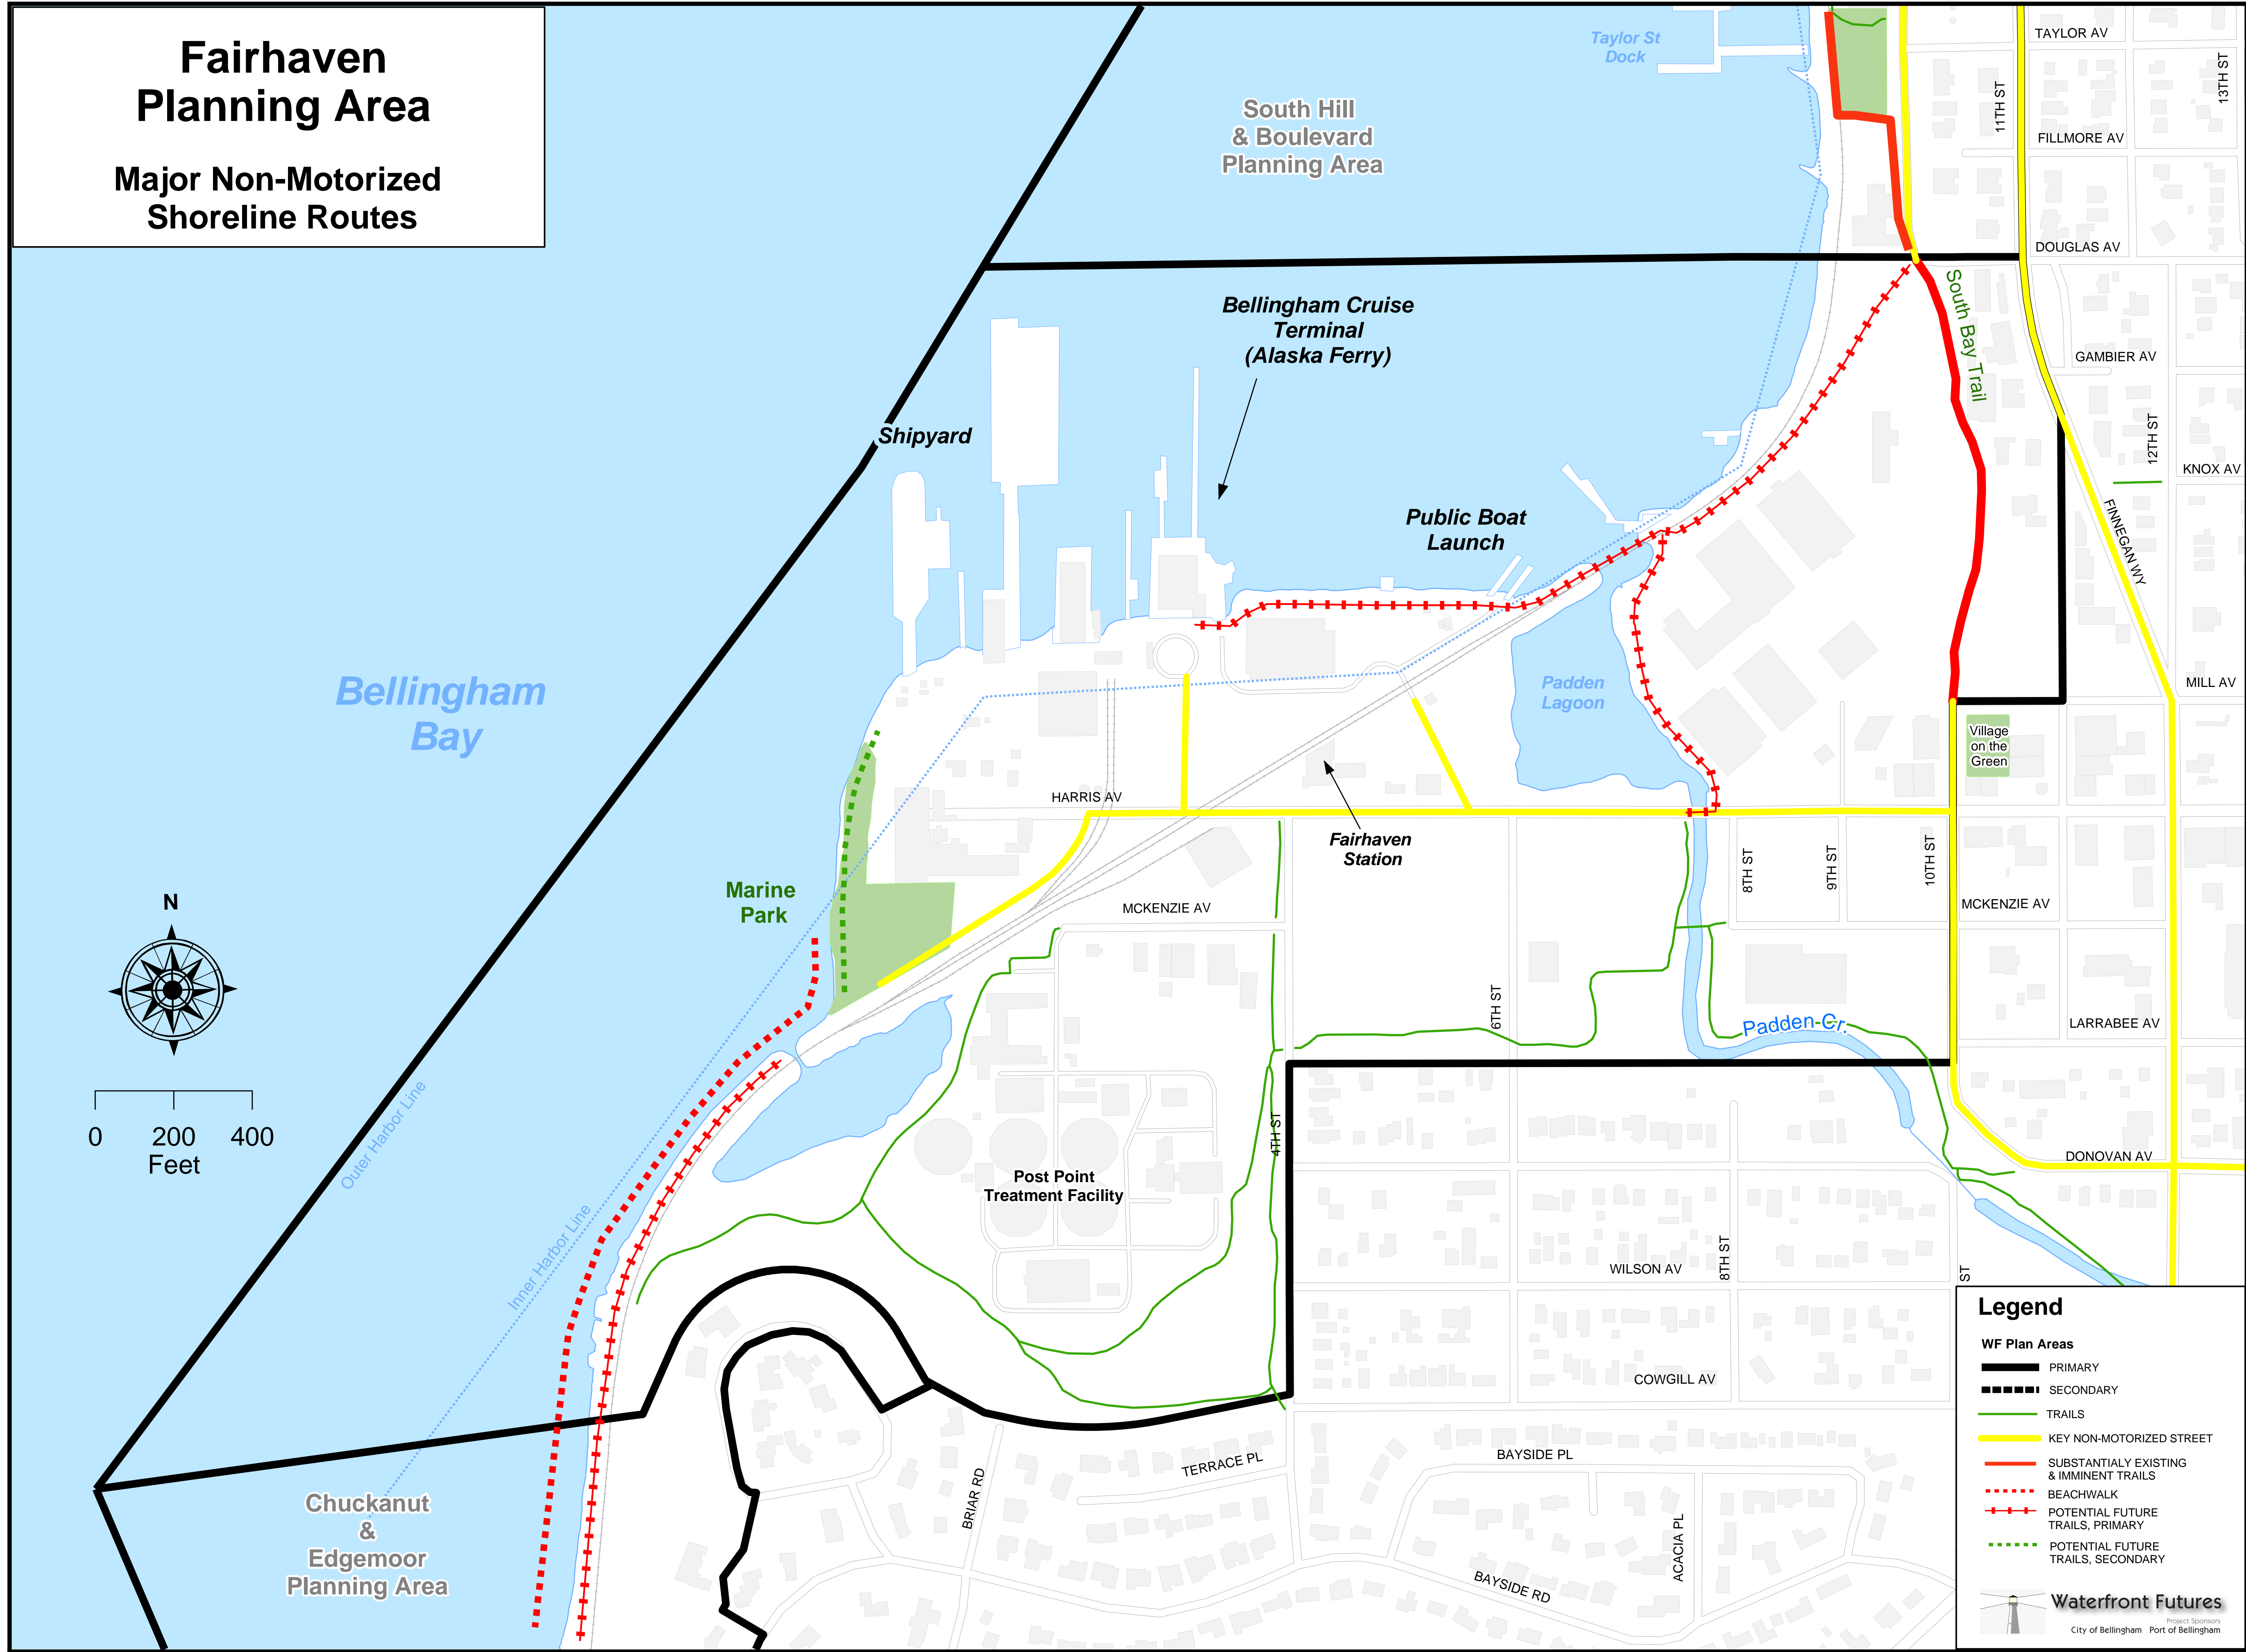 Fairhaven
Planning Area
Major Non-Motorized
Shoreline Routes
Taylor St
Dock
South Hill
& Boulevard
Planning Area
TAYLOR AV
13TH ST
11TH ST
FILLMORE AV
DOUGLAS AV
South Bay Trail
Bellingham Cruise
Terminal
(Alaska Ferry)
GAMBIER AV
Shipyard
12TH ST
KNOX AV
Public Boat
Launch
FINNEGAN WY
Bellingham
Bay
Padden
Lagoon
MILL AV
Village
on the
Green
HARRIS AV
Fairhaven
Station
8TH ST
9TH ST
10TH ST
Marine
Park
N
MCKENZIE AV
MCKENZIE AV
6TH ST
Padden Cr.
LARRABEE AV
0 200 400
Feet
Outer Harbor Line
4TH ST
DONOVAN AV
Post Point
Treatment Facility
Inner Harbor Line
WILSON AV
8TH ST
ST
COWGILL AV
BAYSIDE PL
TERRACE PL
BRIAR RD
ACACIA PL
BAYSIDE RD
Chuckanut
&
Edgemoor
Planning Area
Legend
WF Plan Areas
PRIMARY
SECONDARY
TRAILS
KEY NON-MOTORIZED STREET
SUBSTANTIALY EXISTING
& IMMINENT TRAILS
BEACHWALK
POTENTIAL FUTURE
TRAILS, PRIMARY
POTENTIAL FUTURE
TRAILS, SECONDARY
Waterfront Futures
Project Sponsors
City of Bellingham Port of Bellingham